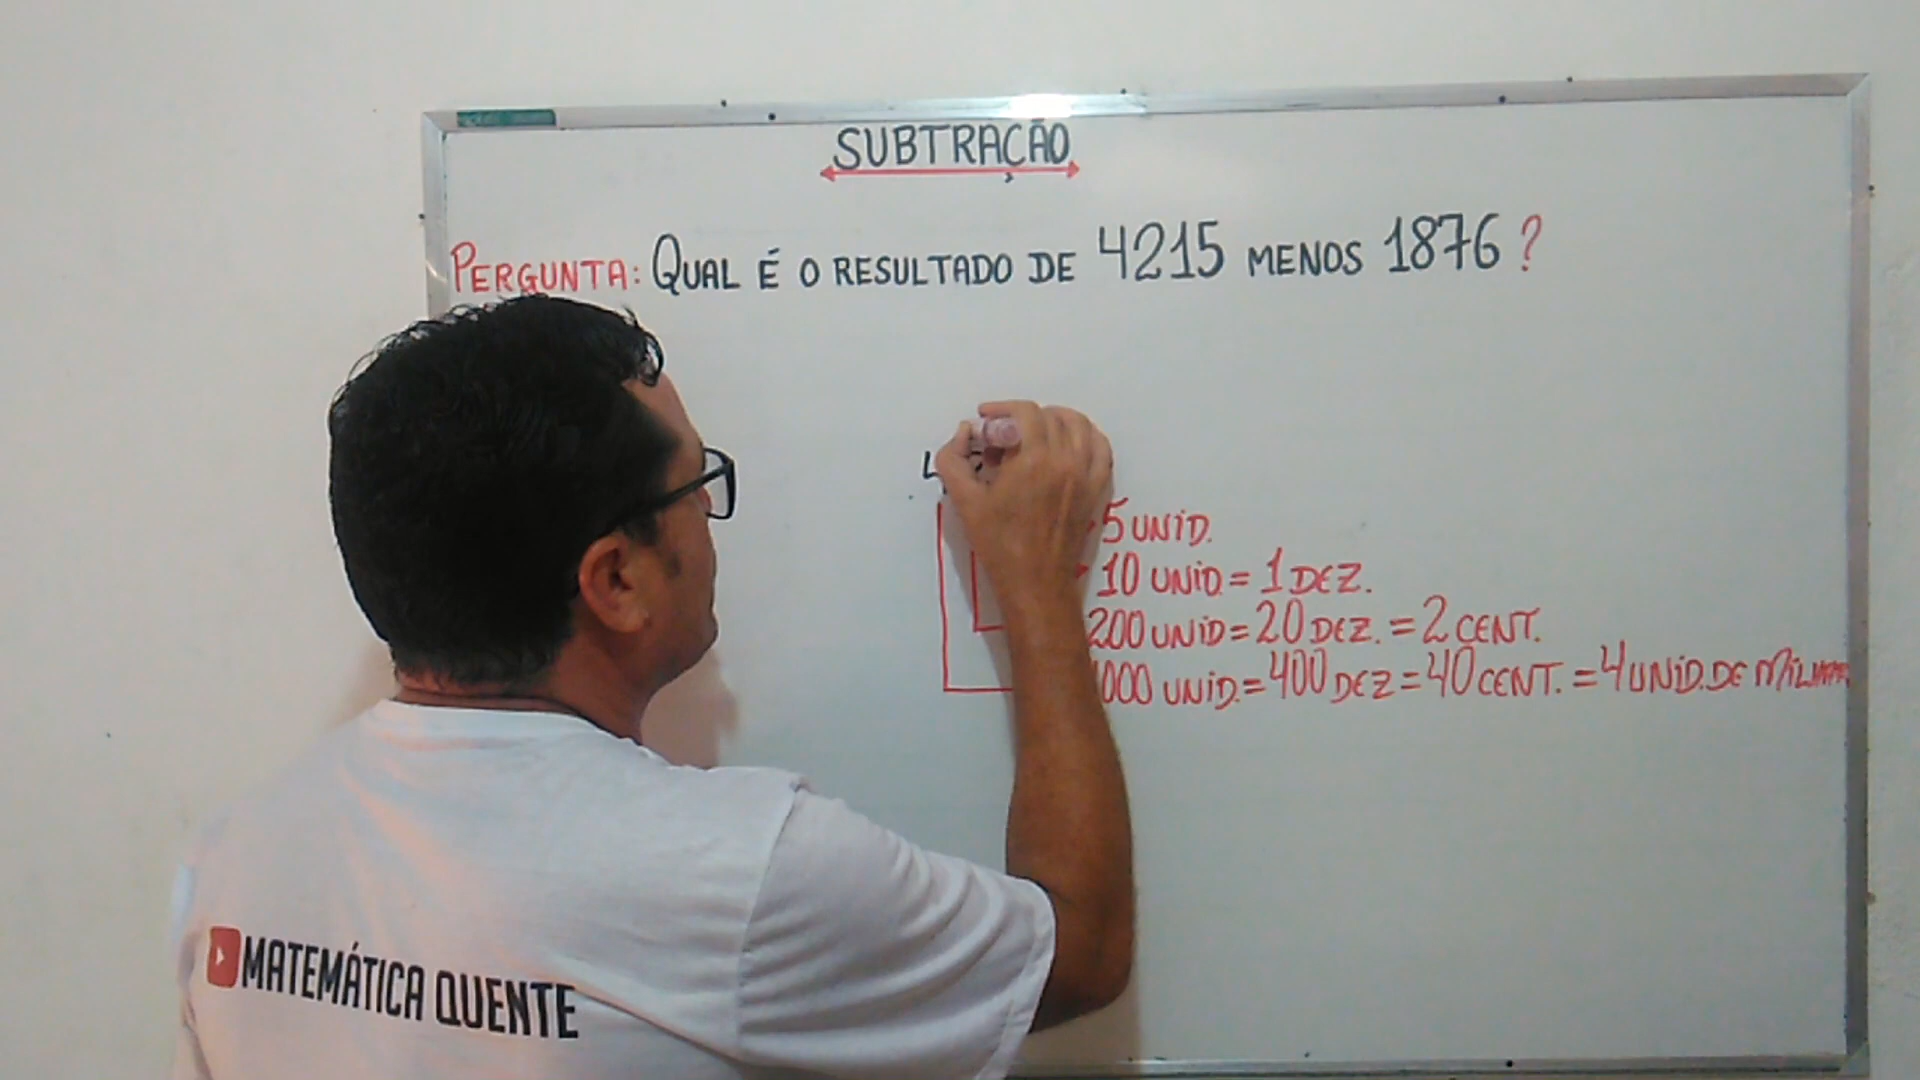 SUBTRAÇÃO
PERGUNTA: QUAL É O RESULTADO DE 4215 MENOS 1876?
5 UNID.
10 UNID = 1 DEZ.
200 UNID = 20 DEZ. = 2 CENT.
000 UNID. = 400 DEZ = 40 CENT. = 4 UNID. DE MILHAR
MATEMÁTICA QUENTE